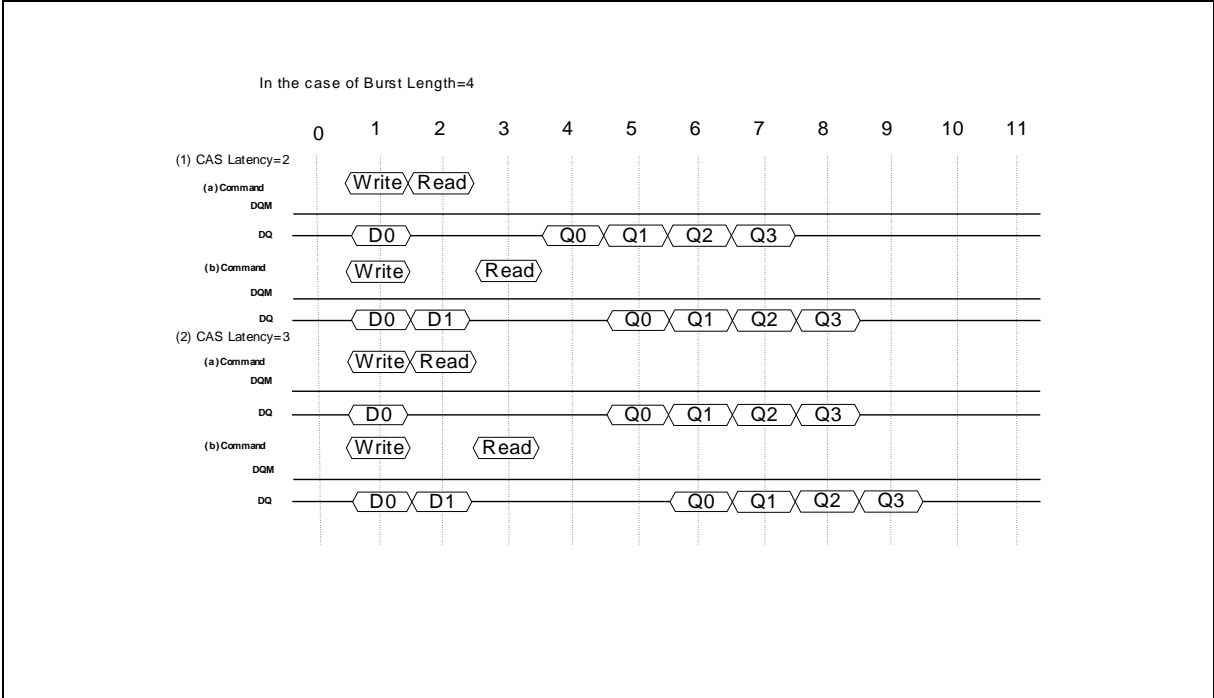 In the case of Burst Length=4
0 1 2 3 4 5 6 7 8 9 10 11
(1) CAS Latency=2
(a)Command Write Read
DQM
DQ D0 Q0 Q1 Q2 Q3
(b)Command Write Read
DQM
DQ D0 D1 Q0 Q1 Q2 Q3
(2) CAS Latency=3
(a)Command Write Read
DQM
DQ D0 Q0 Q1 Q2 Q3
(b)Command Write Read
DQM
DQ D0 D1 Q0 Q1 Q2 Q3